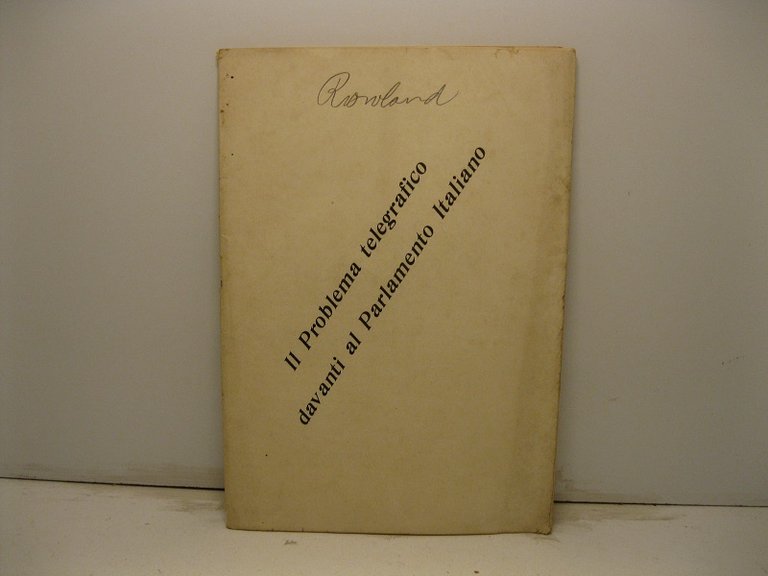 Rowland
Il Problema telegrafico
davanti al Parlamento Italiano